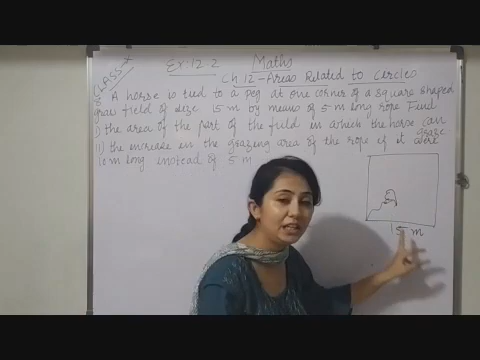 CLASS-X
Ex:12.2 Maths
Ch 12-Areas Related to Circles
8. A horse is tied to a peg at one corner of a square shaped
grass field of side 15 m by means of 5 m long rope Find
i) the area of the part of the field in which the horse can graze
ii) the increase in the grazing area of the rope if it were
10 m long instead of 5 m
15 m